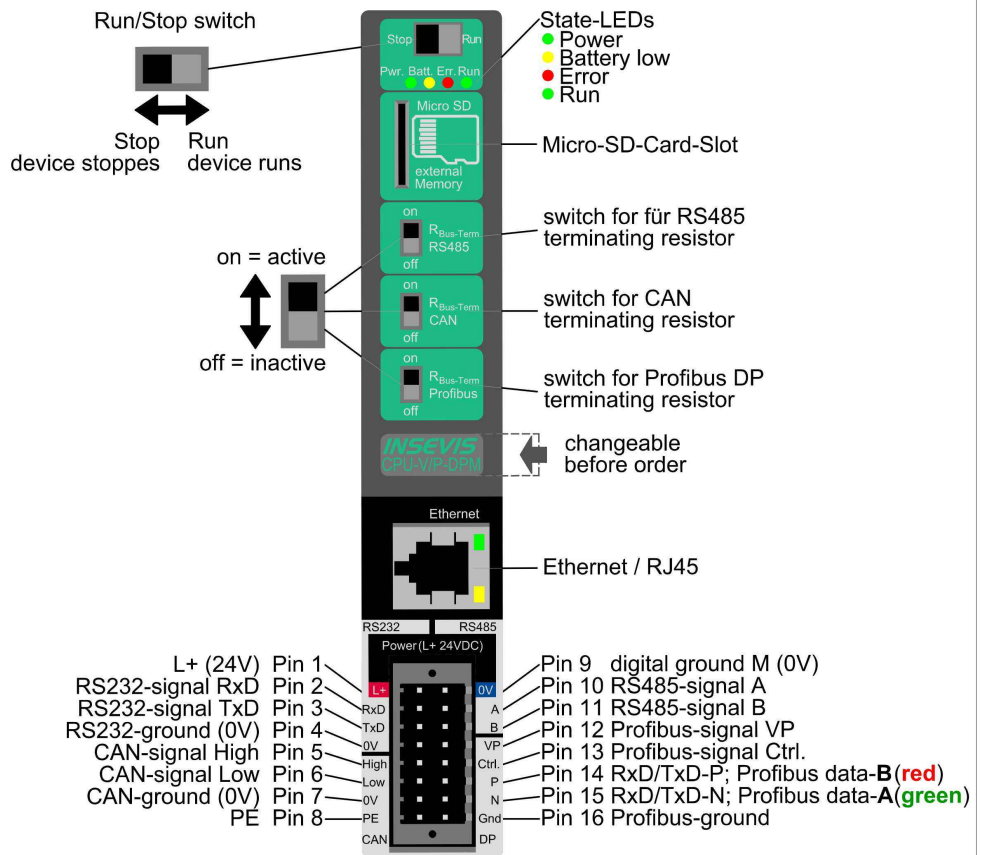 Run/Stop switch
Stop
device stoppes
Run
device runs
State-LEDs
Power
Battery low
Error
Run
Stop
Run
Pwr. Batt. Err. Run
Micro SD
external
Memory
Micro-SD-Card-Slot
on
R Bus-Term
RS485
off
switch for für RS485
terminating resistor
on = active
off = inactive
on
R Bus-Term
CAN
off
switch for CAN
terminating resistor
on
R Bus-Term
Profibus
off
switch for Profibus DP
terminating resistor
INSEVIS
CPU-V/P-DPM
changeable
before order
Ethernet
Ethernet / RJ45
RS232
RS485
Power(L+ 24VDC)
L+ (24V) Pin 1
RS232-signal RxD Pin 2
RS232-signal TxD Pin 3
RS232-ground (0V) Pin 4
CAN-signal High Pin 5
CAN-signal Low Pin 6
CAN-ground (0V) Pin 7
PE Pin 8
L+
RxD
TxD
0V
High
Low
0V
PE
CAN
0V
A
B
VP
Ctrl.
P
N
Gnd
DP
Pin 9 digital ground M (0V)
Pin 10 RS485-signal A
Pin 11 RS485-signal B
Pin 12 Profibus-signal VP
Pin 13 Profibus-signal Ctrl.
Pin 14 RxD/TxD-P; Profibus data-B(red)
Pin 15 RxD/TxD-N; Profibus data-A(green)
Pin 16 Profibus-ground